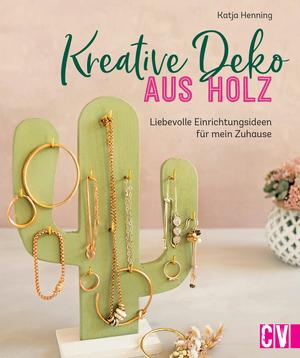 Katja Henning
Kreative Deko
AUS HOLZ
Liebevolle Einrichtungsideen
für mein Zuhause
CV